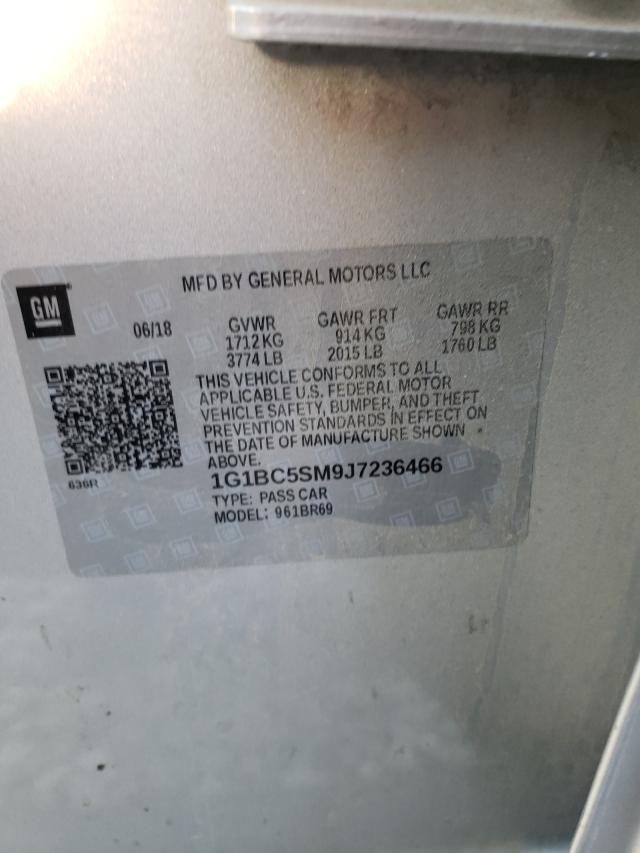 MFD BY GENERAL MOTORS LLC
GM
06/18
GVWR GAWR FRT GAWR RR
1712 KG 914 KG 798 KG
3774 LB 2015 LB 1760 LB
THIS VEHICLE CONFORMS TO ALL
APPLICABLE U.S. FEDERAL MOTOR
VEHICLE SAFETY, BUMPER, AND THEFT
PREVENTION STANDARDS IN EFFECT ON
THE DATE OF MANUFACTURE SHOWN
ABOVE.
636R
1G1BC5SM9J7236466
TYPE: PASS CAR
MODEL: 961BR69